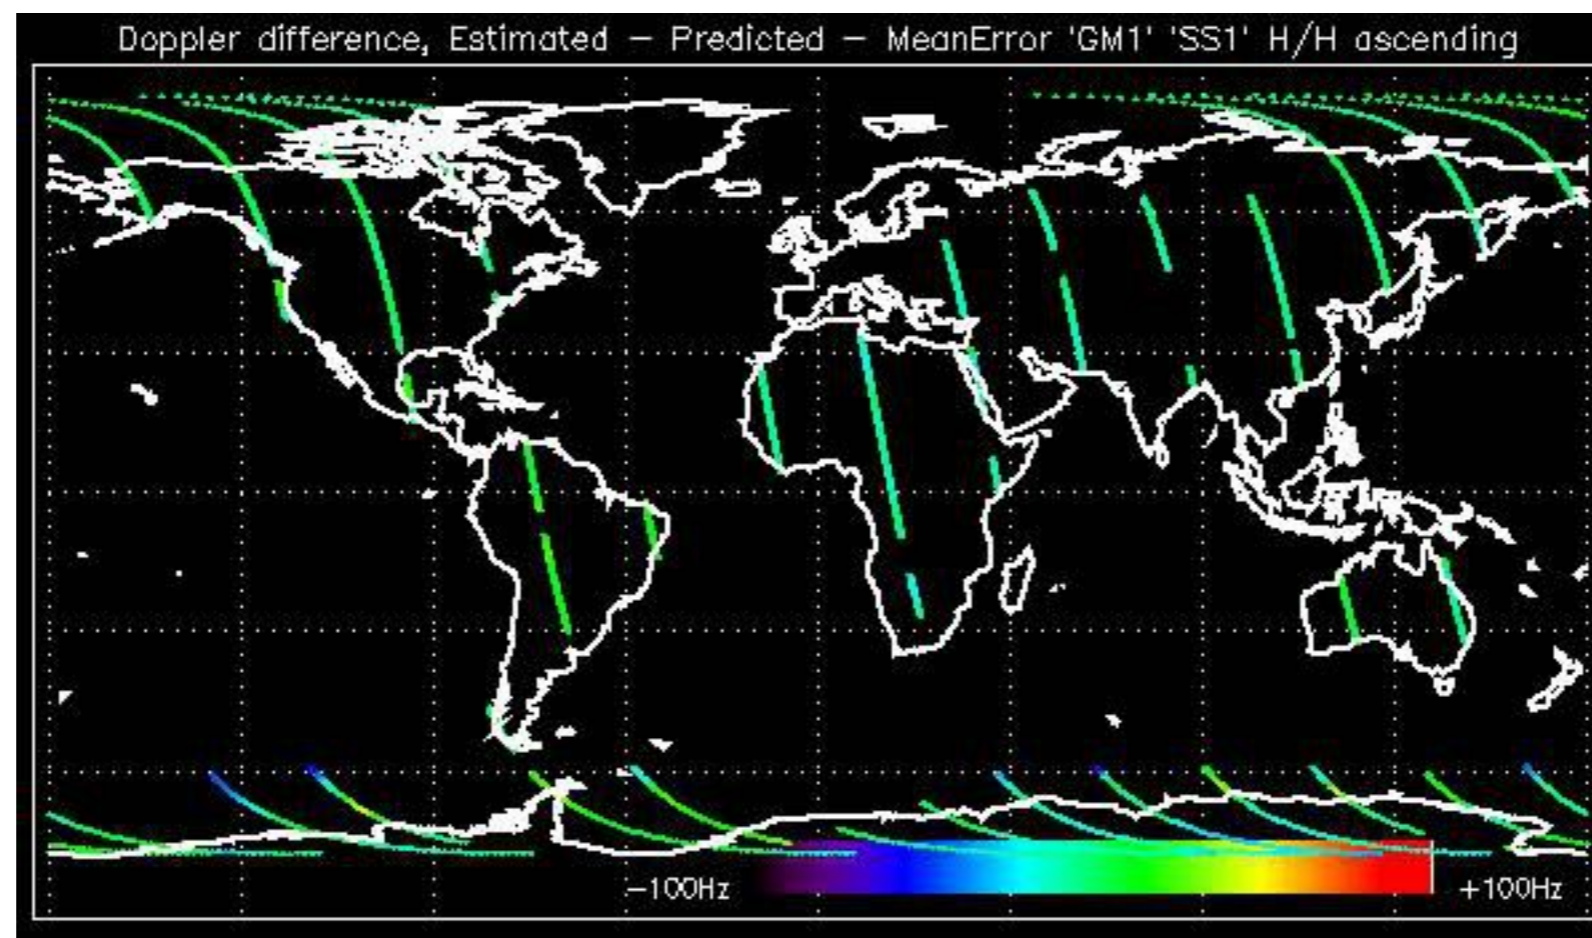 Doppler difference, Estimated – Predicted – MeanError 'GM1' 'SS1' H/H ascending
–100Hz
+100Hz